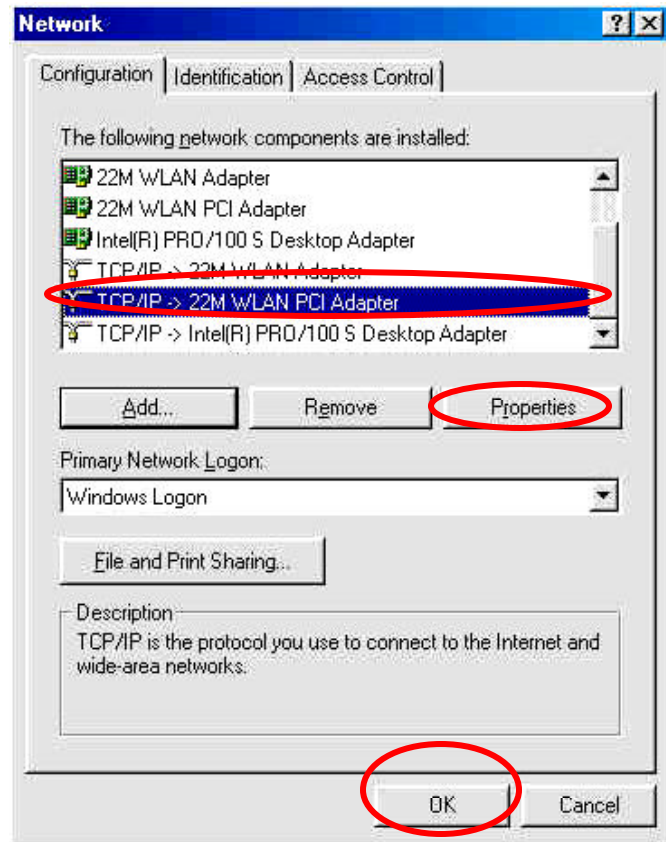 Network
Configuration Identification Access Control
The following network components are installed:
22M WLAN Adapter
22M WLAN PCI Adapter
Intel(R) PRO/100 S Desktop Adapter
TCP/IP -> 22M WLAN Adapter
TCP/IP -> 22M WLAN PCI Adapter
TCP/IP -> Intel(R) PRO/100 S Desktop Adapter
Add... Remove Properties
Primary Network Logon:
Windows Logon
File and Print Sharing...
Description
TCP/IP is the protocol you use to connect to the Internet and
wide-area networks.
OK Cancel